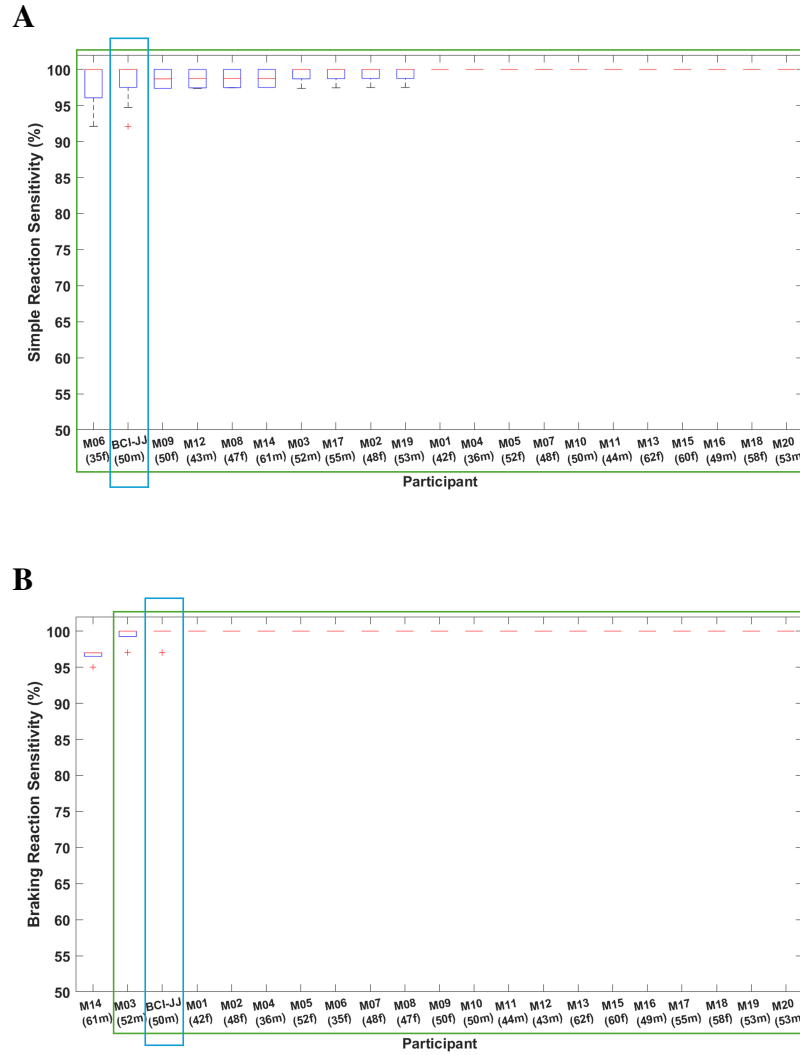 A
Simple Reaction Sensitivity (%)
100
95
90
85
80
75
70
65
60
55
50
M06 BCI-JJ M09 M12 M08 M14 M03 M17 M02 M19 M01 M04 M05 M07 M10 M11 M13 M15 M16 M18 M20
(35f) (50m) (50f) (43m) (47f) (61m) (52m) (55m) (48f) (53m) (42f) (36m) (52f) (48f) (50m) (44m) (62f) (60f) (49m) (58f) (53m
Participant
B
Braking Reaction Sensitivity (%)
100
95
90
85
80
75
70
65
60
55
50
M14 M03 BCI-JJ M01 M02 M04 M05 M06 M07 M08 M09 M10 M11 M12 M13 M15 M16 M17 M18 M19 M20
(61m) (52m) (50m) (42f) (48f) (36m) (52f) (35f) (48f) (47f) (50f) (50m) (44m) (43m) (62f) (60f) (49m) (55m) (58f) (53m) (53m
Participant